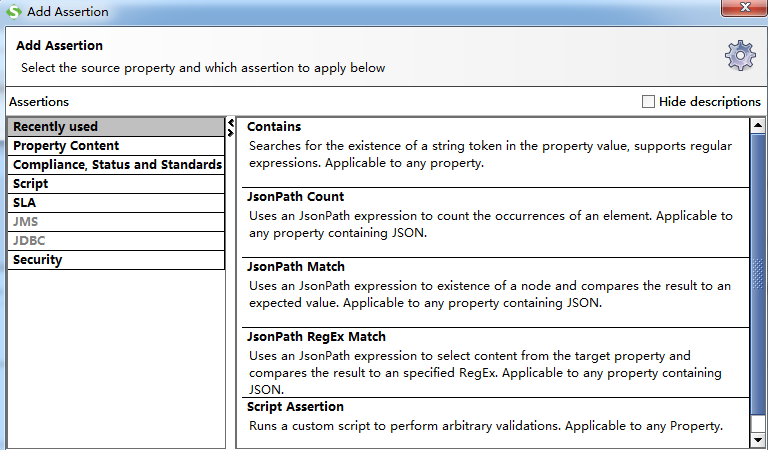 Add Assertion
Add Assertion
Select the source property and which assertion to apply below
Assertions
Hide descriptions
Recently used
Property Content
Compliance, Status and Standards
Script
SLA
JMS
JDBC
Security
Contains
Searches for the existence of a string token in the property value, supports regular
expressions. Applicable to any property.
JsonPath Count
Uses an JsonPath expression to count the occurrences of an element. Applicable to
any property containing JSON.
JsonPath Match
Uses an JsonPath expression to existence of a node and compares the result to an
expected value. Applicable to any property containing JSON.
JsonPath RegEx Match
Uses an JsonPath expression to select content from the target property and
compares the result to an specified RegEx. Applicable to any property containing
JSON.
Script Assertion
Runs a custom script to perform arbitrary validations. Applicable to any Property.